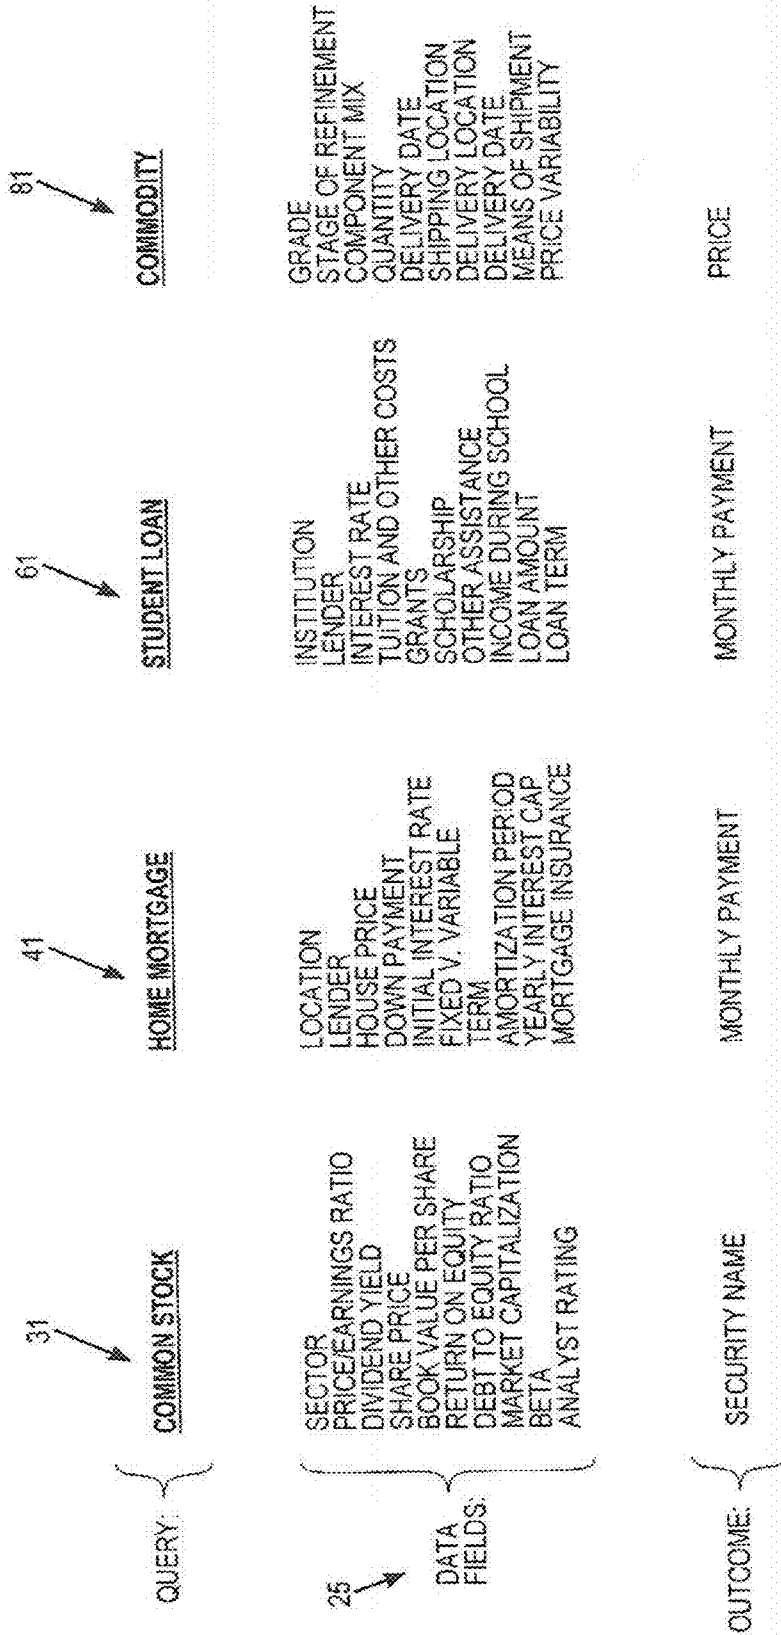 31
41
61
81
QUERY:
COMMON STOCK
HOME MORTGAGE
STUDENT LOAN
COMMODITY
25
DATA
FIELDS:
SECTOR
PRICE/EARNINGS RATIO
DIVIDEND YIELD
SHARE PRICE
BOOK VALUE PER SHARE
RETURN ON EQUITY
DEBT TO EQUITY RATIO
MARKET CAPITALIZATION
BETA
ANALYST RATING
LOCATION
LENDER
HOUSE PRICE
DOWN PAYMENT
INITIAL INTEREST RATE
FIXED V. VARIABLE
TERM
AMORTIZATION PERIOD
YEARLY INTEREST CAP
MORTGAGE INSURANCE
INSTITUTION
LENDER
INTEREST RATE
TUITION AND OTHER COSTS
GRANTS
SCHOLARSHIP
OTHER ASSISTANCE
INCOME DURING SCHOOL
LOAN AMOUNT
LOAN TERM
GRADE
STAGE OF REFINEMENT
COMPONENT MIX
QUANTITY
DELIVERY DATE
SHIPPING LOCATION
DELIVERY LOCATION
DELIVERY DATE
MEANS OF SHIPMENT
PRICE VARIABILITY
OUTCOME:
SECURITY NAME
MONTHLY PAYMENT
MONTHLY PAYMENT
PRICE